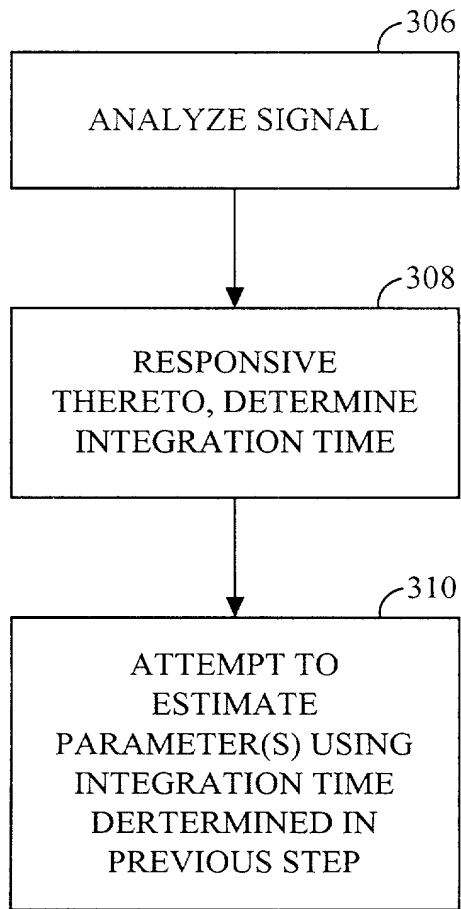 306
ANALYZE SIGNAL
308
RESPONSIVE
THERETO, DETERMINE
INTEGRATION TIME
310
ATTEMPT TO
ESTIMATE
PARAMETER(S) USING
INTEGRATION TIME
DERTERMINED IN
PREVIOUS STEP